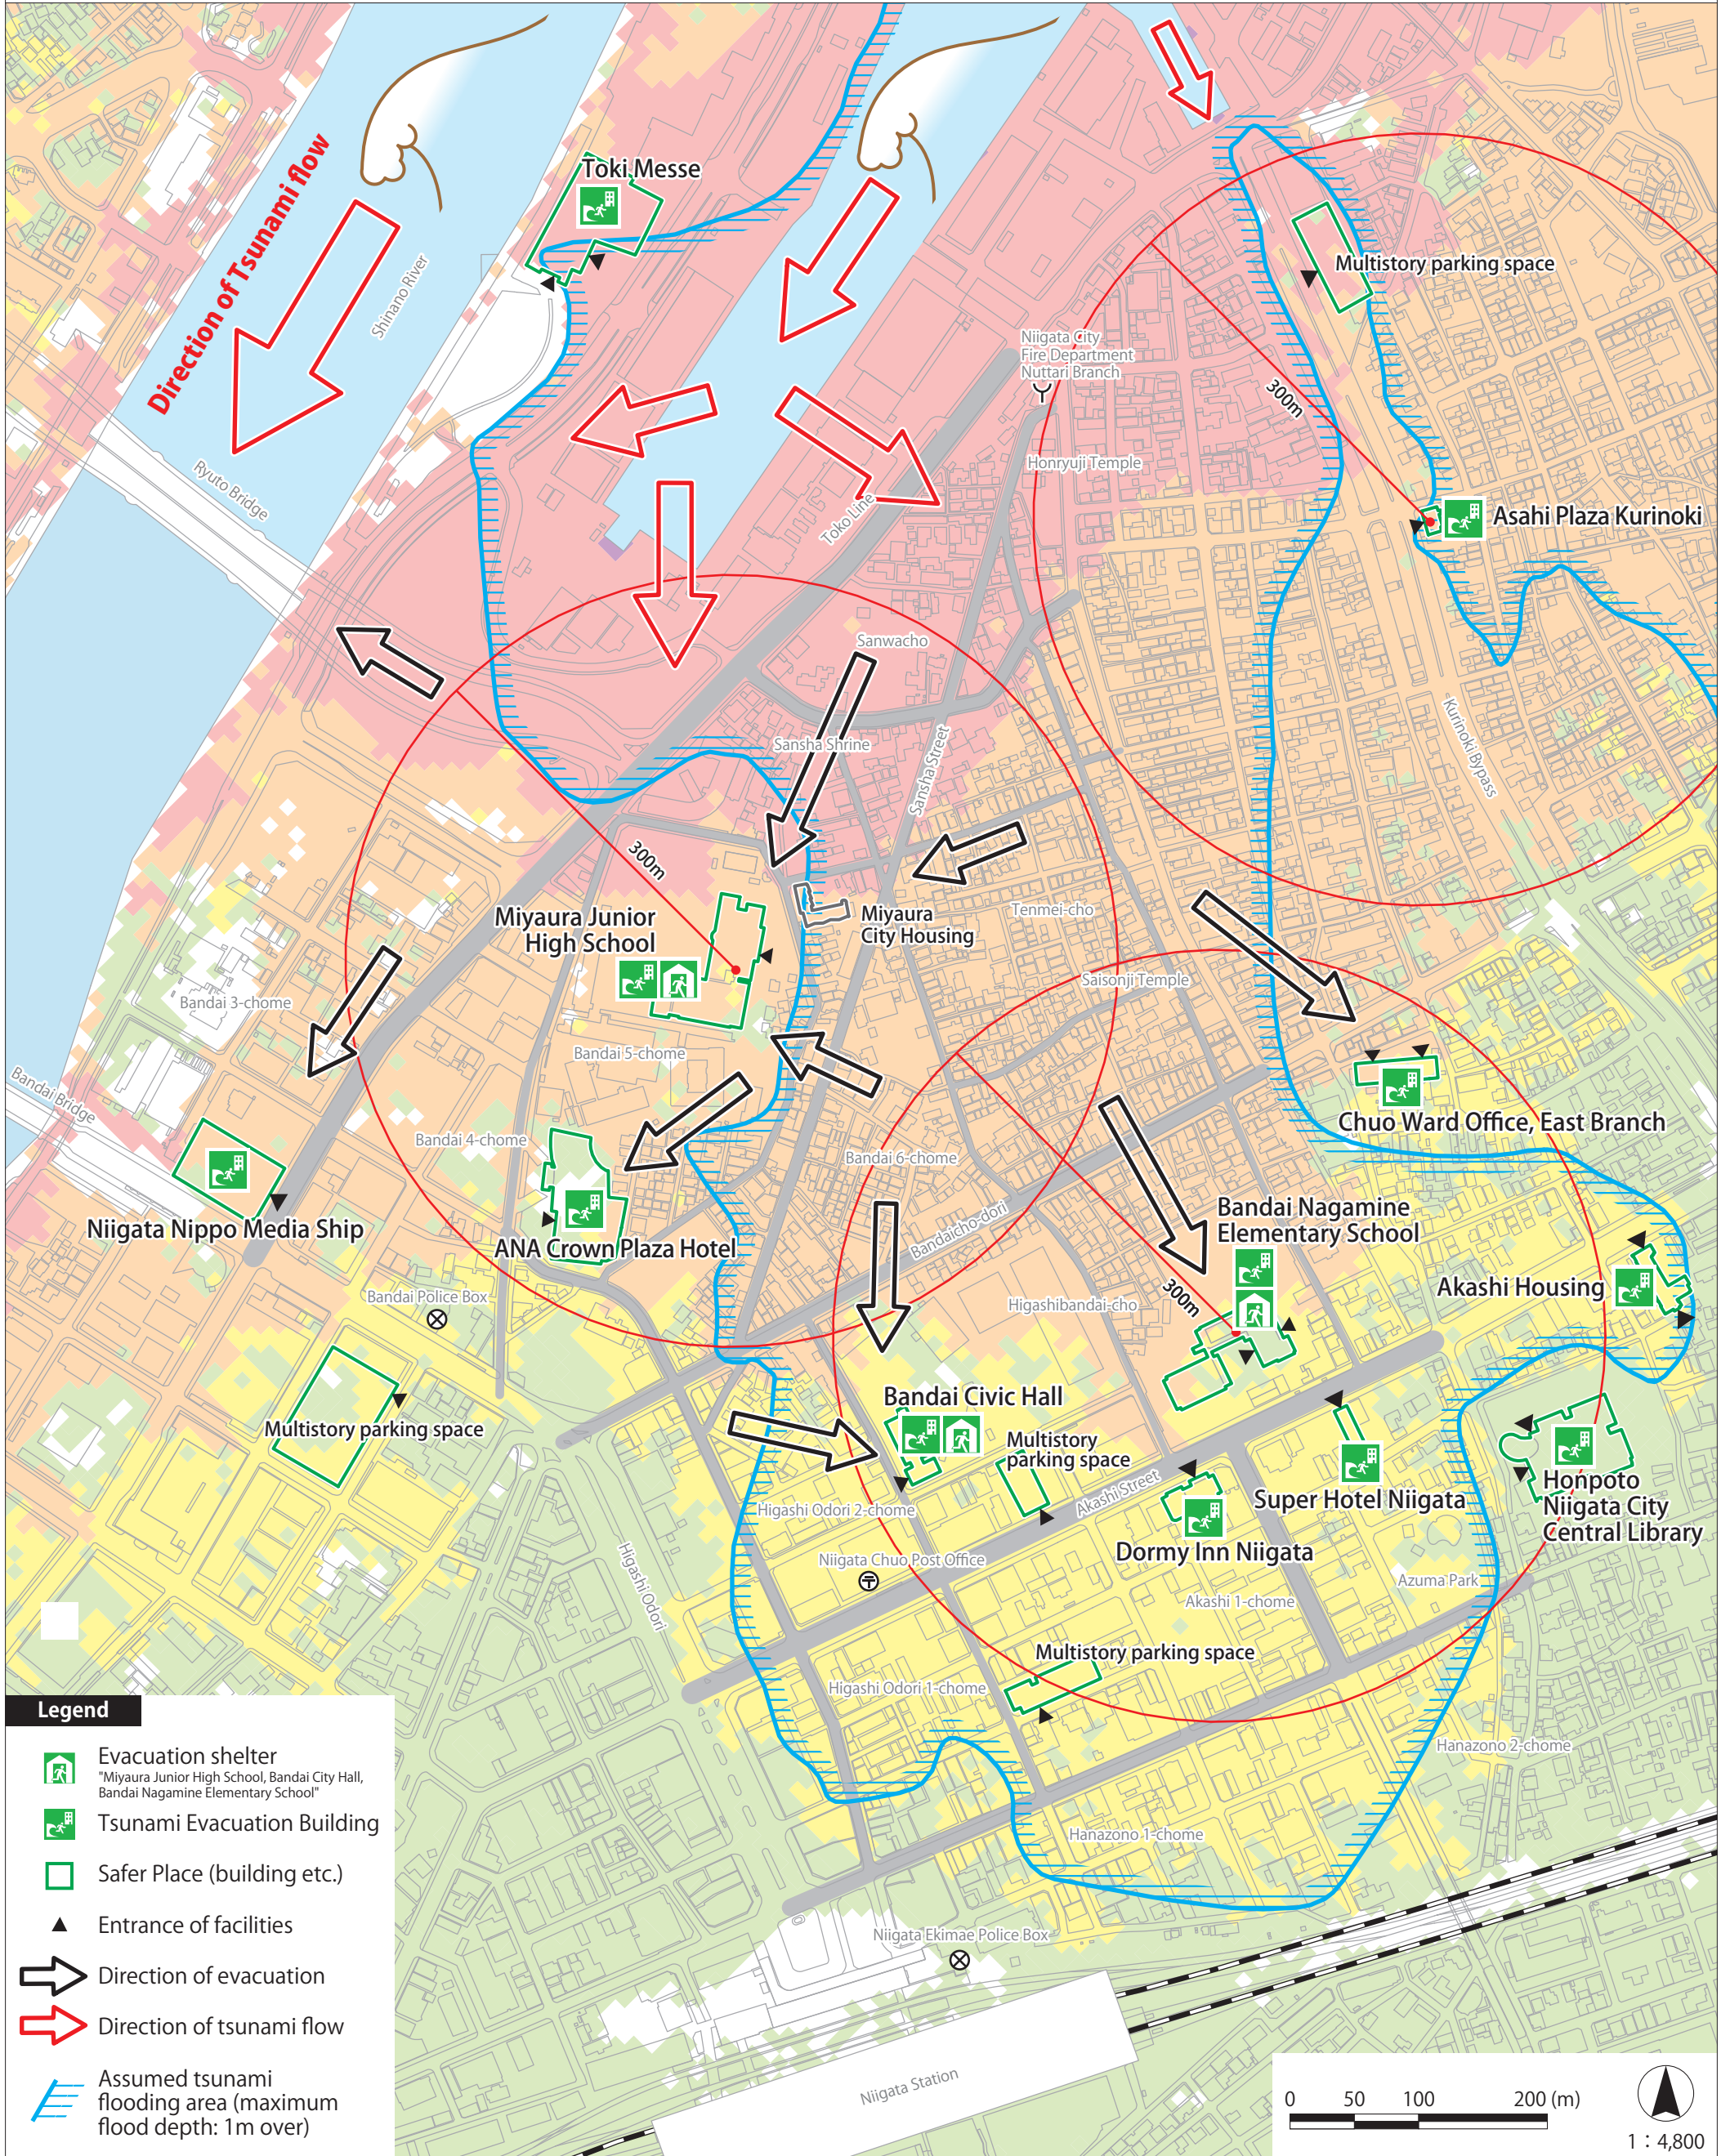 Toki Messe
Direction of Tsunami flow
Shinano River
Multistory parking space
Niigata City
Fire Department
Nuttari Branch
300m
Ryuto Bridge
Honryuji Temple
Toko Line
Asahi Plaza Kurinoki
Sanwacho
Kurinoki Bypass
Sansha Shrine
Sansha Street
300m
Miyaura Junior
High School
Miyaura
City Housing
Tenmei-cho
Saisonji Temple
Bandai 3-chome
Bandai 5-chome
Bandai Bridge
Bandai 4-chome
Bandai 6-chome
Chuo Ward Office, East Branch
Niigata Nippo Media Ship
ANA Crown Plaza Hotel
Bandaicho-dori
Bandai Nagamine
Elementary School
Akashi Housing
300m
Bandai Police Box
Higashibandai-cho
Multistory parking space
Bandai Civic Hall
Multistory
parking space
Akashi Street
Super Hotel Niigata
Honpoto
Niigata City
Central Library
Higashi Odori 2-chome
Dormy Inn Niigata
Niigata Chuo Post Office
Higashi Odori
Azuma Park
Akashi 1-chome
Multistory parking space
Higashi Odori 1-chome
Hanazono 2-chome
Hanazono 1-chome
Niigata Ekimae Police Box
Niigata Station
Legend
Evacuation shelter
"Miyaura Junior High School, Bandai City Hall,
Bandai Nagamine Elementary School"
Tsunami Evacuation Building
Safer Place (building etc.)
Entrance of facilities
Direction of evacuation
Direction of tsunami flow
Assumed tsunami
flooding area (maximum
flood depth: 1m over)
0 50 100 200 (m)
1：4,800